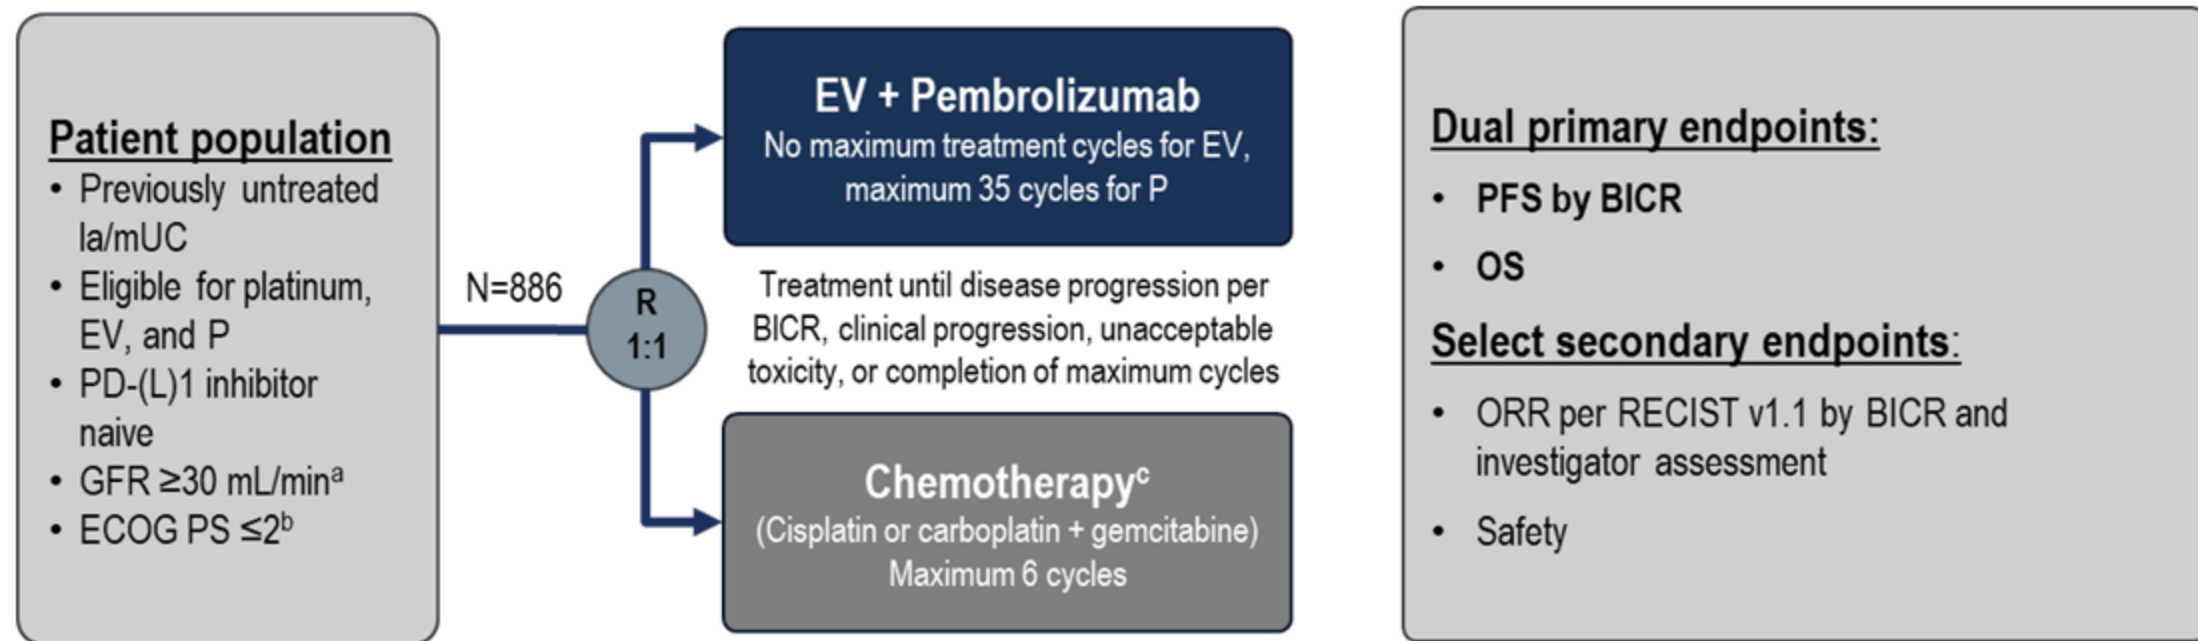 Patient population
• Previously untreated
la/mUC
• Eligible for platinum,
EV, and P
• PD-(L)1 inhibitor
naive
• GFR ≥30 mL/minᵃ
• ECOG PS ≤2ᵇ
N=886
R
1:1
EV + Pembrolizumab
No maximum treatment cycles for EV,
maximum 35 cycles for P
Treatment until disease progression per
BICR, clinical progression, unacceptable
toxicity, or completion of maximum cycles
Chemotherapyᶜ
(Cisplatin or carboplatin + gemcitabine)
Maximum 6 cycles
Dual primary endpoints:
• PFS by BICR
• OS
Select secondary endpoints:
• ORR per RECIST v1.1 by BICR and
investigator assessment
• Safety